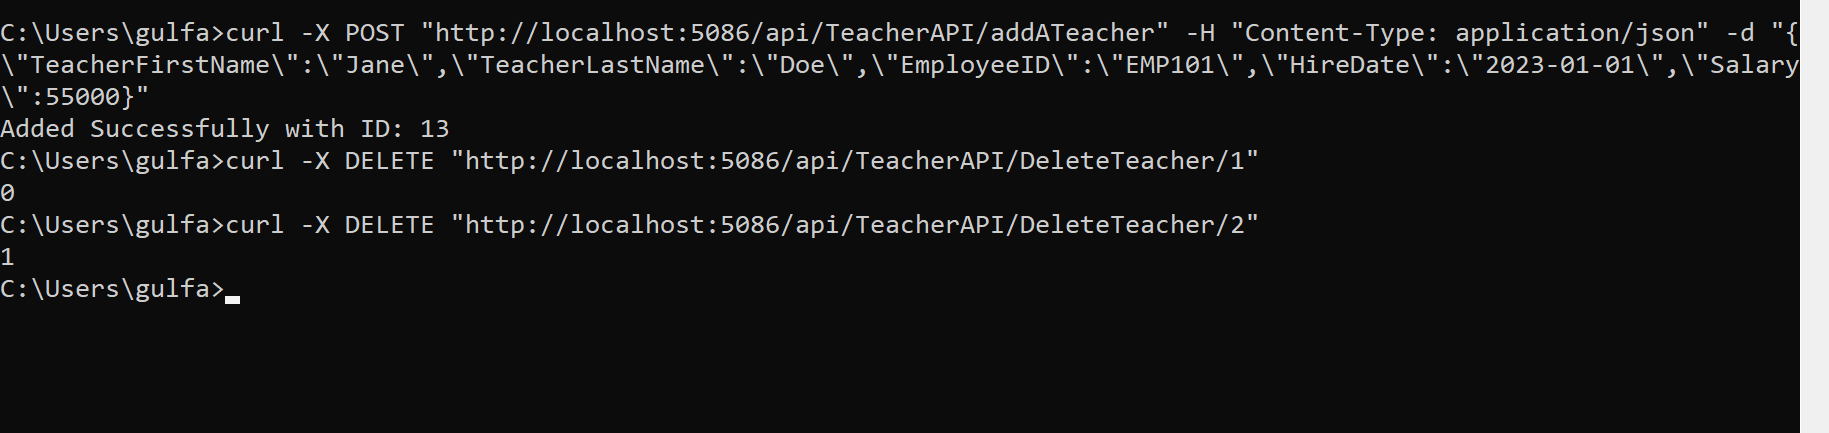 C:\Users\gulfa>curl -X POST "http://localhost:5086/api/TeacherAPI/addATeacher" -H "Content-Type: application/json" -d "{
\"TeacherFirstName\":\"Jane\",\"TeacherLastName\":\"Doe\",\"EmployeeID\":\"EMP101\",\"HireDate\":\"2023-01-01\",\"Salary
\":55000}"
Added Successfully with ID: 13
C:\Users\gulfa>curl -X DELETE "http://localhost:5086/api/TeacherAPI/DeleteTeacher/1"
0
C:\Users\gulfa>curl -X DELETE "http://localhost:5086/api/TeacherAPI/DeleteTeacher/2"
1
C:\Users\gulfa>